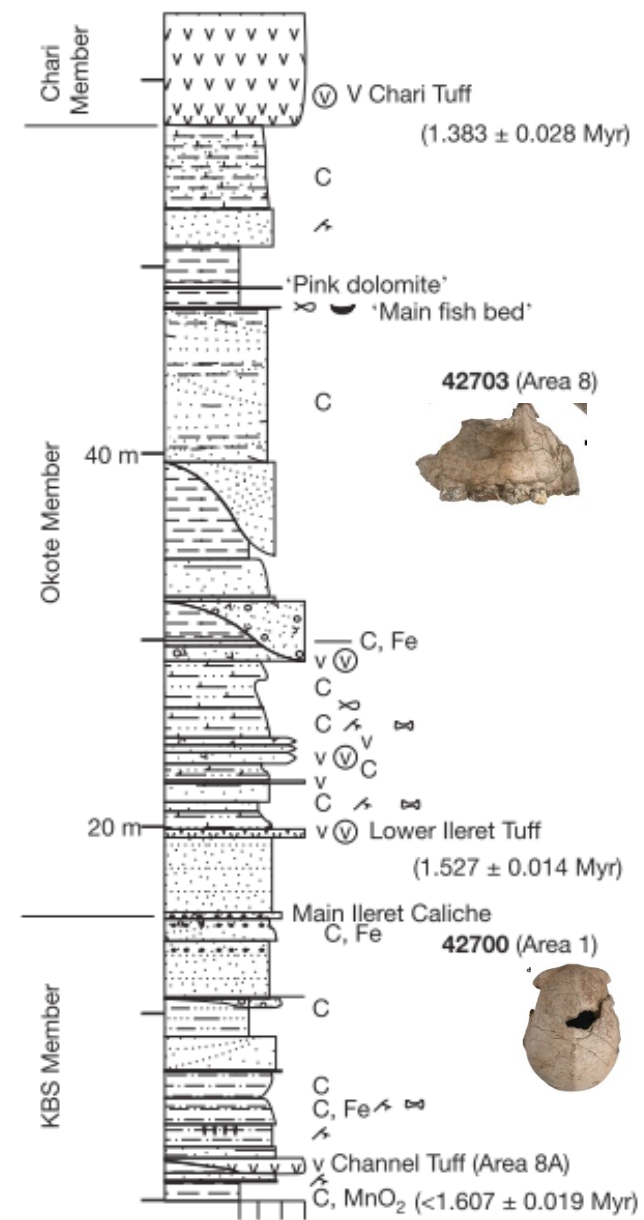 Chari
Member
V V Chari Tuff
(1.383 ± 0.028 Myr)
C
'Pink dolomite'
'Main fish bed'
42703 (Area 8)
C
40 m
Okote Member
C, Fe
v V
C
C
v
v V
C
v
C
20 m
v V Lower Ileret Tuff
(1.527 ± 0.014 Myr)
Main Ileret Caliche
C, Fe
42700 (Area 1)
d
C
KBS Member
C
C, Fe
v Channel Tuff (Area 8A)
C, MnO₂ (<1.607 ± 0.019 Myr)